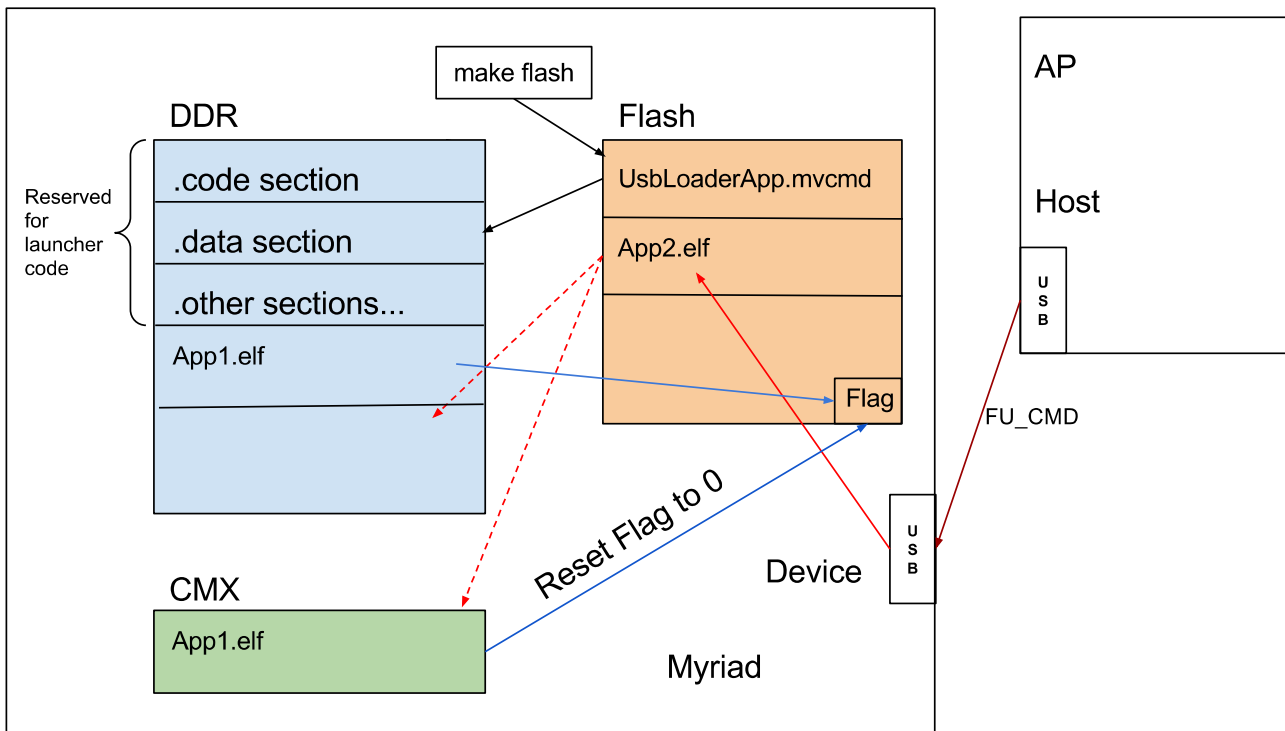 make flash
DDR
Flash
AP
Reserved
for
launcher
code
.code section
.data section
.other sections...
App1.elf
UsbLoaderApp.mvcmd
App2.elf
Flag
Host
U
S
B
FU_CMD
Reset Flag to 0
U
S
B
Device
CMX
App1.elf
Myriad